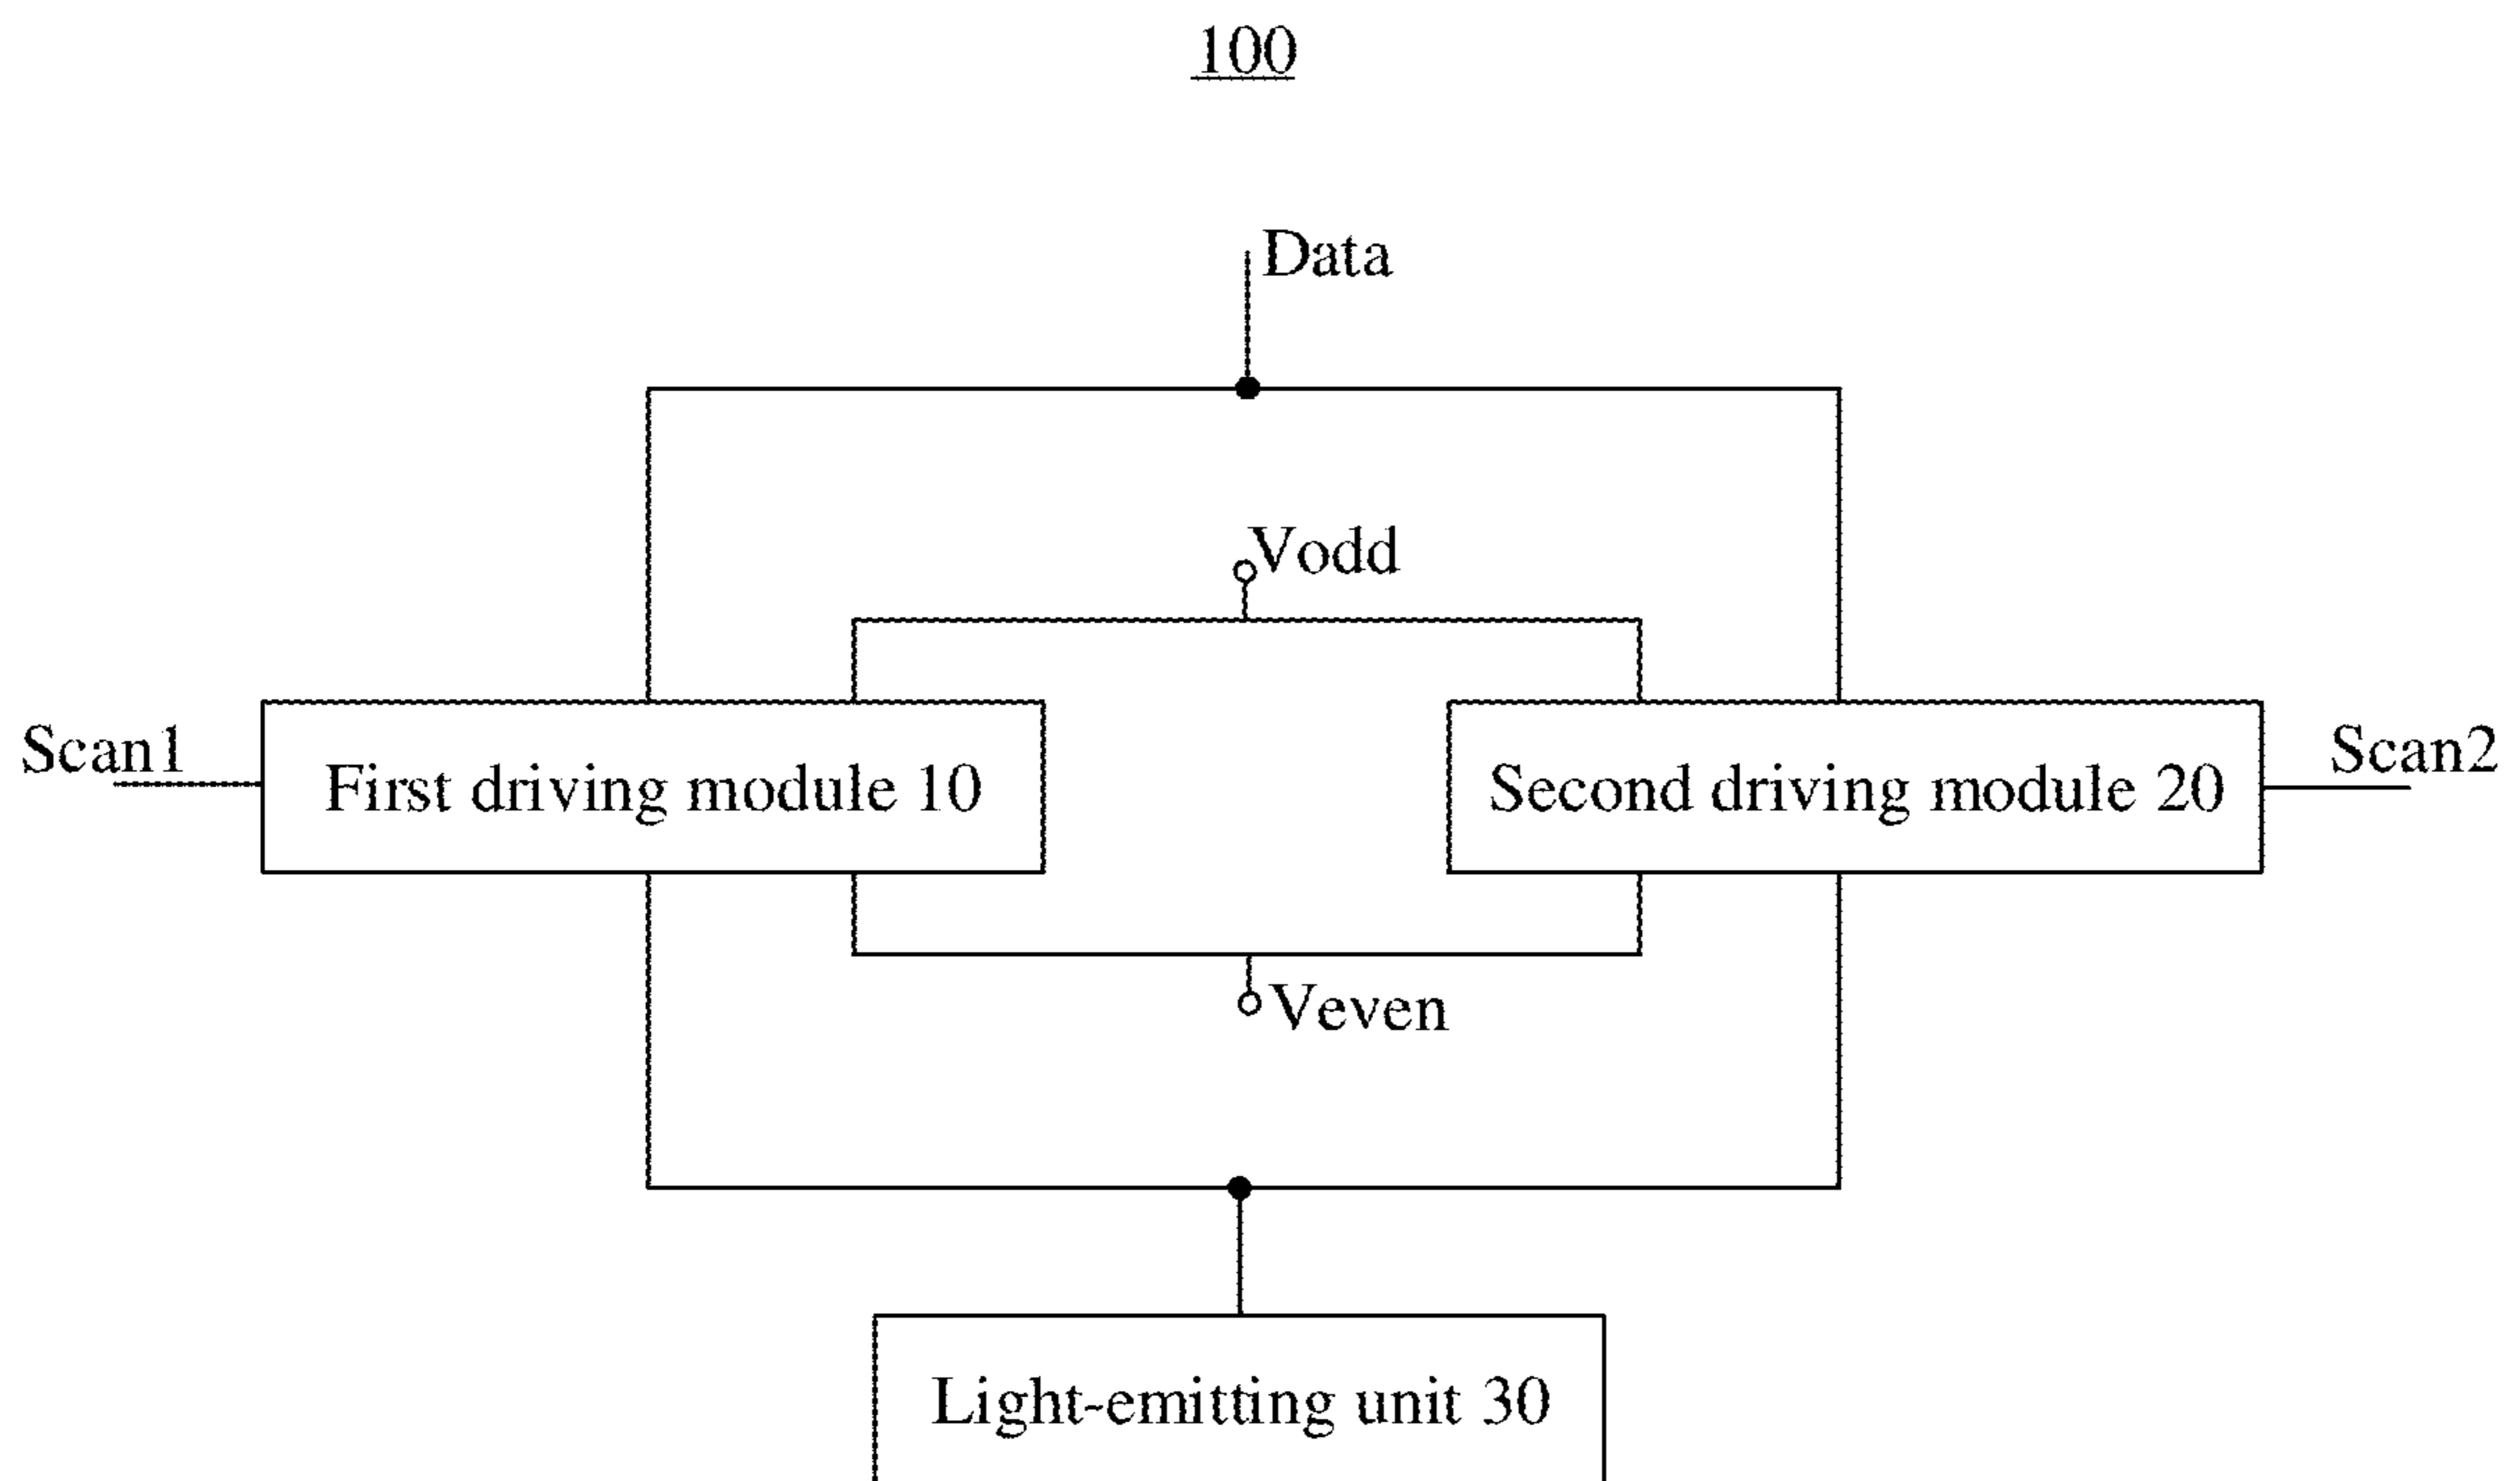 100
Data
Vodd
Scan1
First driving module 10
Second driving module 20
Scan2
Veven
Light-emitting unit 30